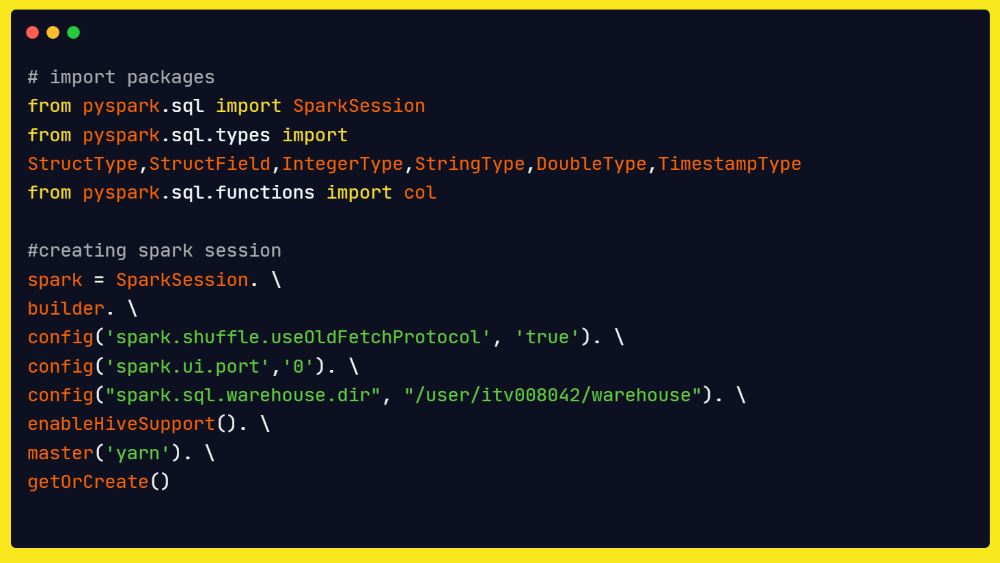 # import packages
from pyspark.sql import SparkSession
from pyspark.sql.types import
StructType,StructField,IntegerType,StringType,DoubleType,TimestampType
from pyspark.sql.functions import col
#creating spark session
spark = SparkSession. \
builder. \
config('spark.shuffle.useOldFetchProtocol', 'true'). \
config('spark.ui.port','0'). \
config("spark.sql.warehouse.dir", "/user/itv008042/warehouse"). \
enableHiveSupport(). \
master('yarn'). \
getOrCreate()